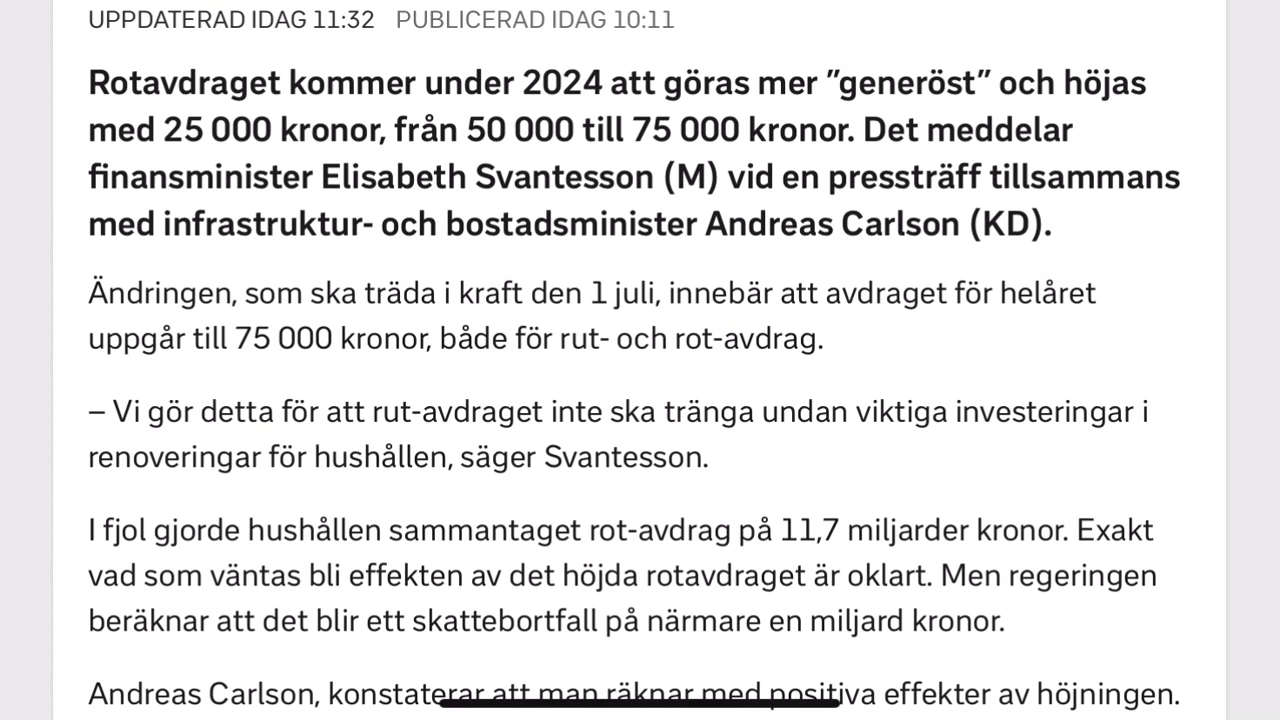 UPPDATERAD IDAG 11:32 PUBLICERAD IDAG 10:11
Rotavdraget kommer under 2024 att göras mer ”generöst” och höjas
med 25 000 kronor, från 50 000 till 75 000 kronor. Det meddelar
finansminister Elisabeth Svantesson (M) vid en pressträff tillsammans
med infrastruktur- och bostadsminister Andreas Carlson (KD).
Ändringen, som ska träda i kraft den 1 juli, innebär att avdraget för helåret
uppgår till 75 000 kronor, både för rut- och rot-avdrag.
– Vi gör detta för att rut-avdraget inte ska tränga undan viktiga investeringar i
renoveringar för hushållen, säger Svantesson.
I fjol gjorde hushållen sammantaget rot-avdrag på 11,7 miljarder kronor. Exakt
vad som väntas bli effekten av det höjda rotavdraget är oklart. Men regeringen
beräknar att det blir ett skattebortfall på närmare en miljard kronor.
Andreas Carlson, konstaterar att man räknar med positiva effekter av höjningen.